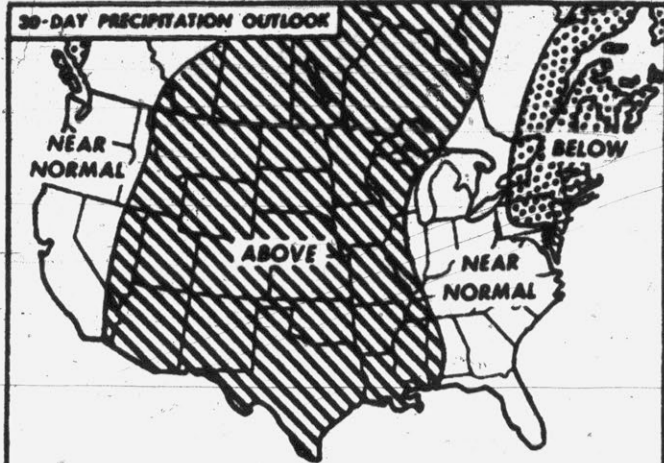 30-DAY PRECIPITATION OUTLOOK
NEAR
NORMAL
BELOW
ABOVE
NEAR
NORMAL